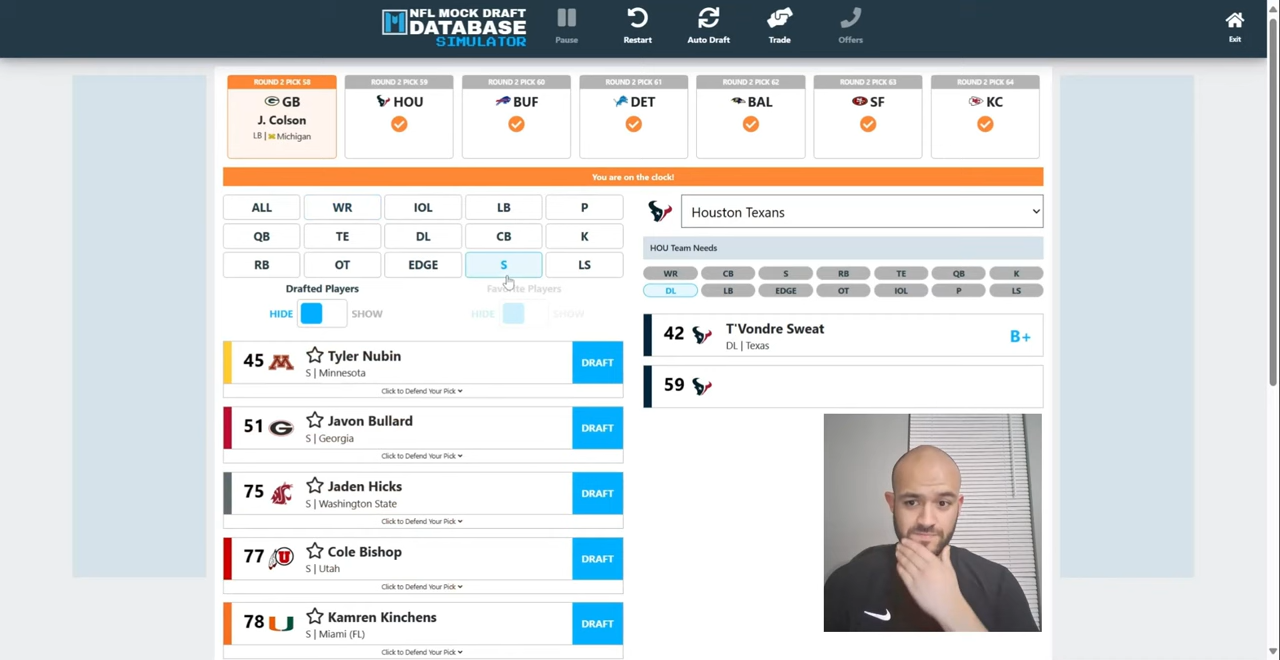 NFL MOCK DRAFT
DATABASE
SIMULATOR
Pause
Restart
Auto Draft
Trade
Offers
Exit
ROUND 2 PICK 58
GB
J. Colson
LB | Michigan
ROUND 2 PICK 59
HOU
ROUND 2 PICK 60
BUF
ROUND 2 PICK 61
DET
ROUND 2 PICK 62
BAL
ROUND 2 PICK 63
SF
ROUND 2 PICK 64
KC
You are on the clock!
ALL WR IOL LB P
QB TE DL CB K
RB OT EDGE S LS
Drafted Players
HIDE SHOW
Favorite Players
HIDE SHOW
45 Tyler Nubin
S | Minnesota
DRAFT
Click to Defend Your Pick
51 Javon Bullard
S | Georgia
DRAFT
Click to Defend Your Pick
75 Jaden Hicks
S | Washington State
DRAFT
Click to Defend Your Pick
77 Cole Bishop
S | Utah
DRAFT
Click to Defend Your Pick
78 Kamren Kinchens
S | Miami (FL)
DRAFT
Click to Defend Your Pick
Houston Texans
HOU Team Needs
WR CB S RB TE QB K
DL LB EDGE OT IOL P LS
42 T'Vondre Sweat
DL | Texas
B+
59